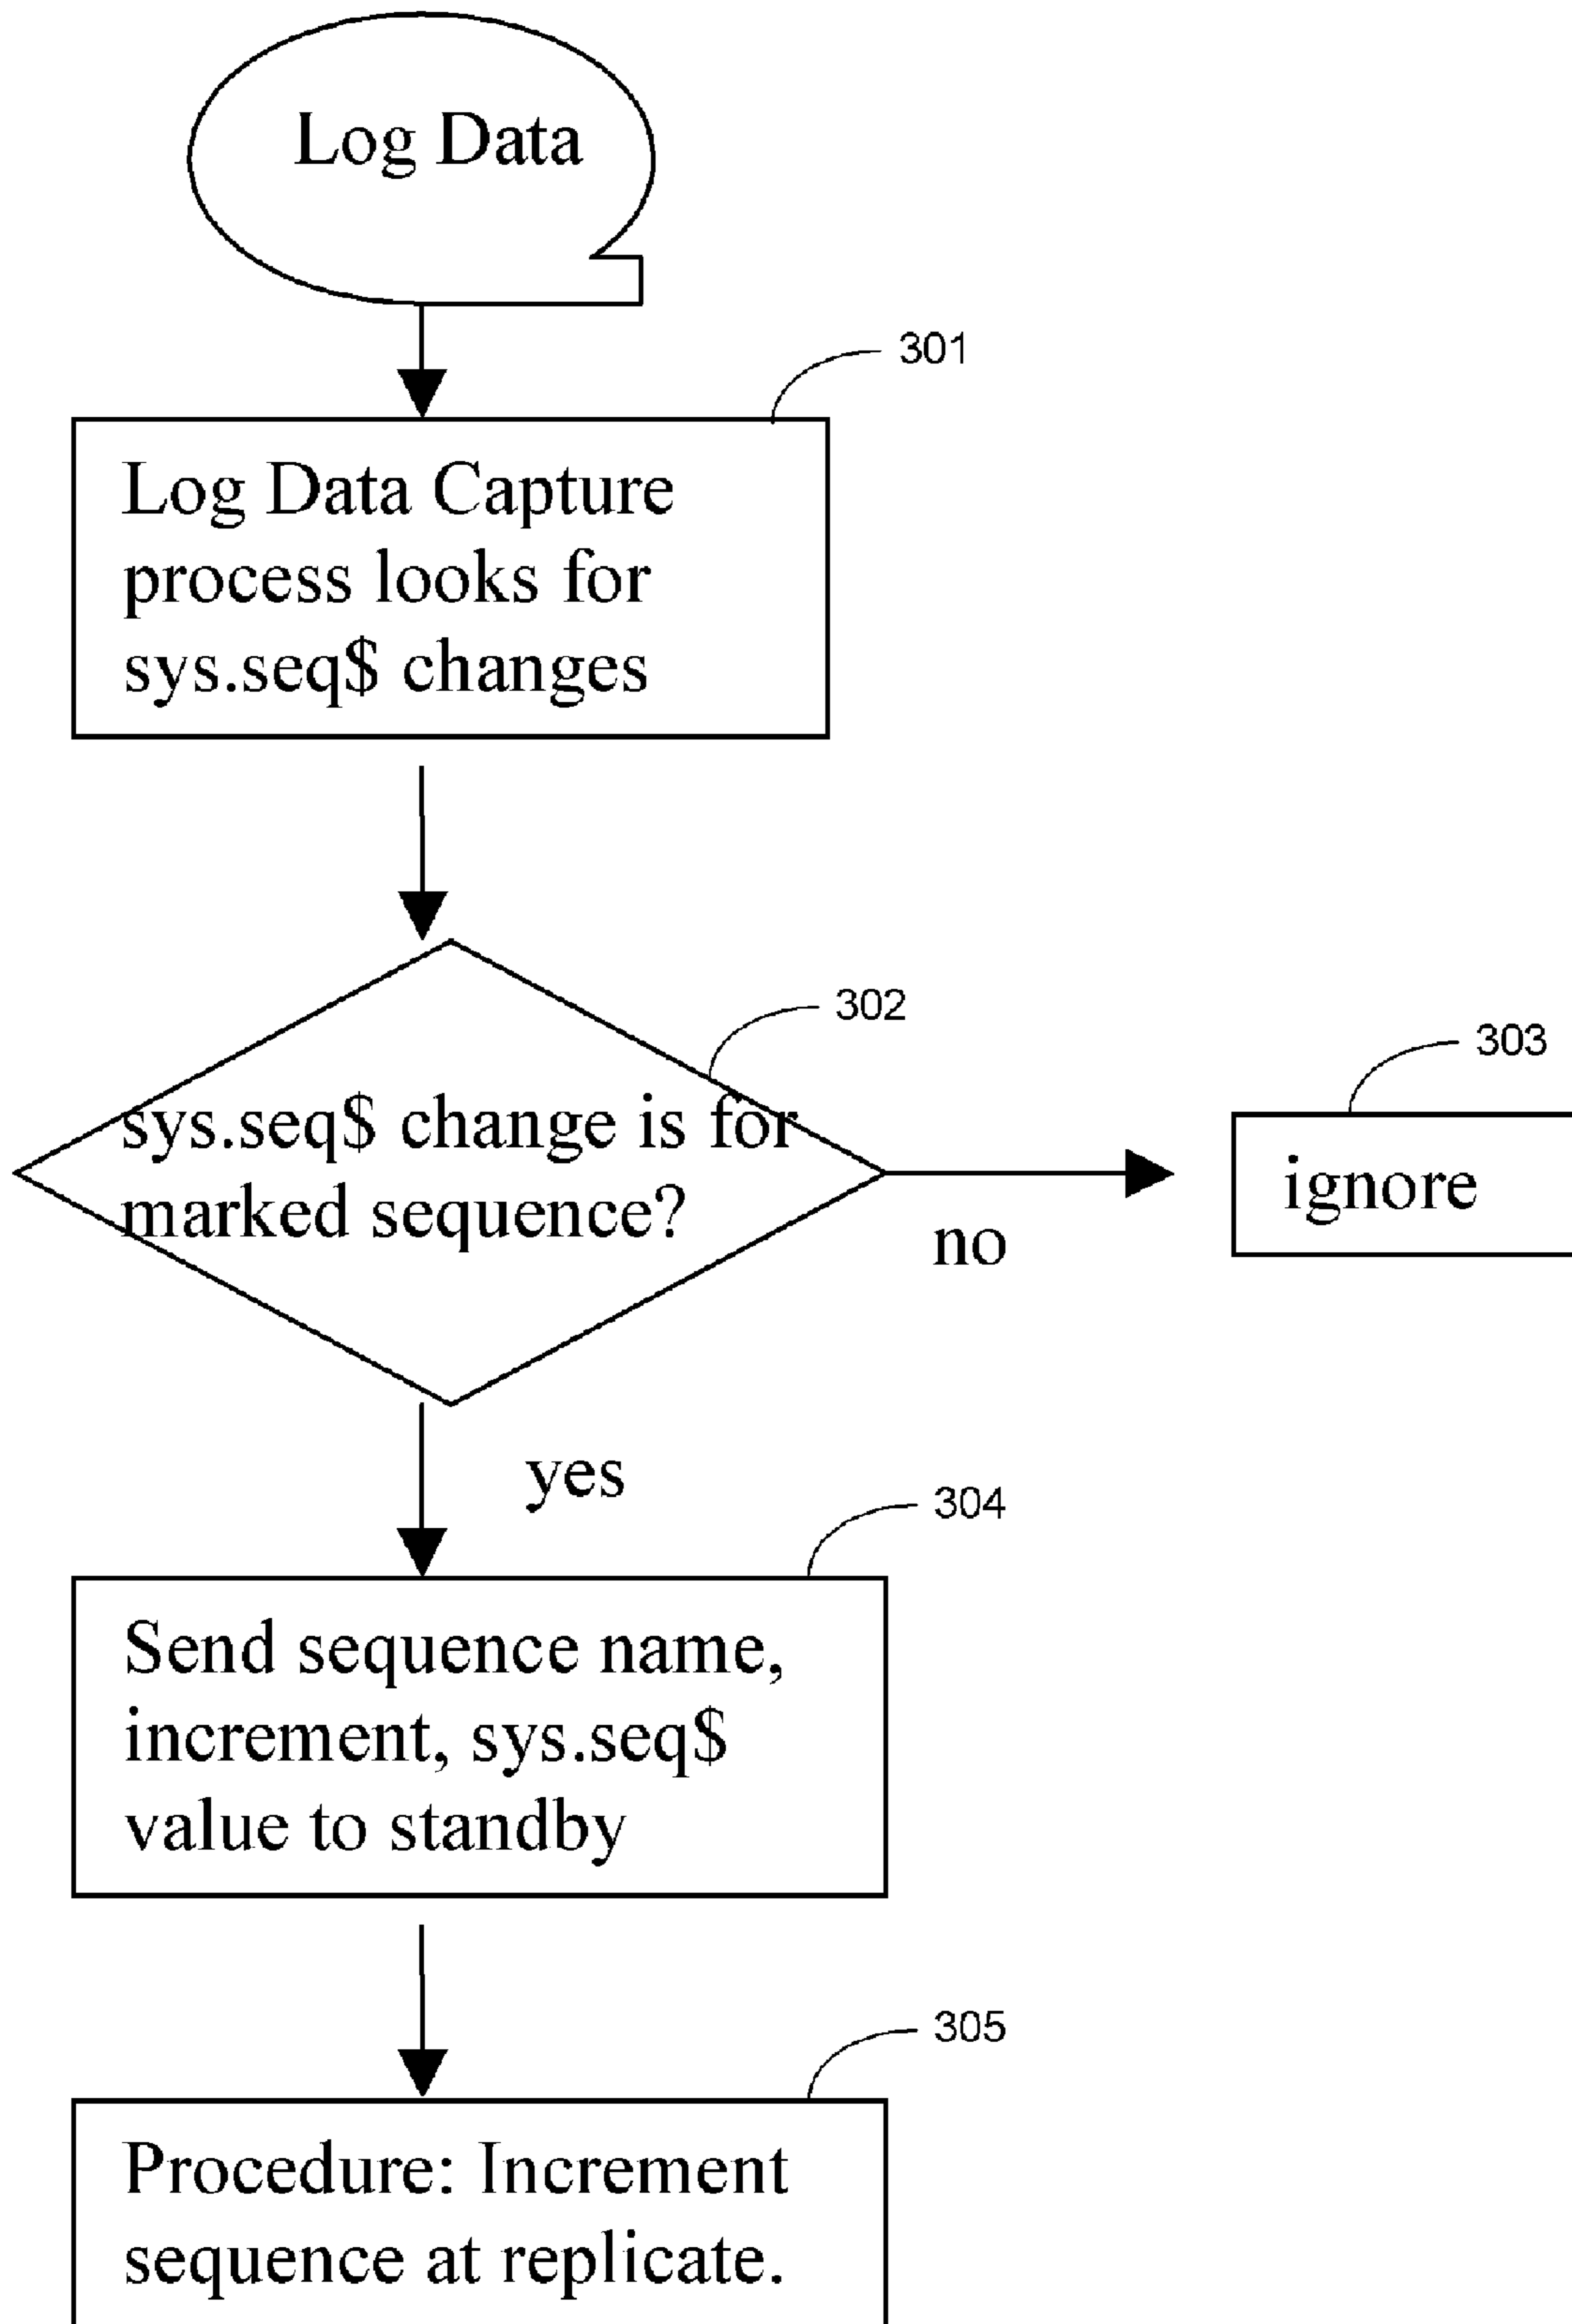 Log Data
301
Log Data Capture
process looks for
sys.seq$ changes
302
303
sys.seq$ change is for
marked sequence?
ignore
no
yes
304
Send sequence name,
increment, sys.seq$
value to standby
305
Procedure: Increment
sequence at replicate.